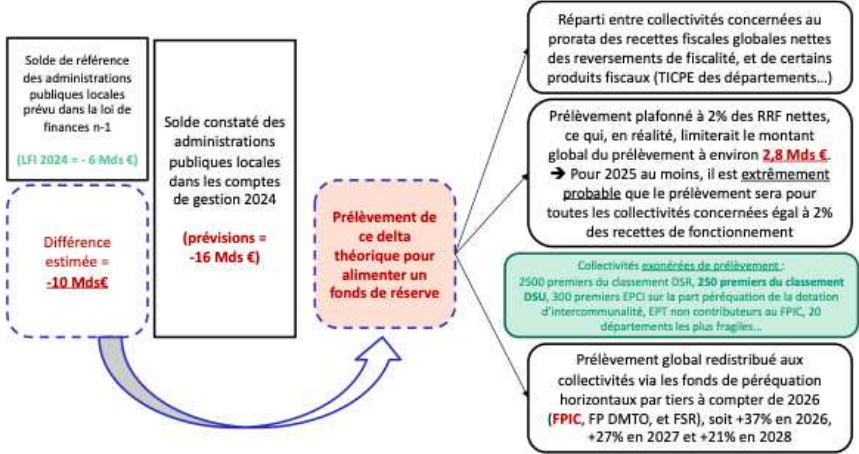 Solde de référence
des administrations
publiques locales
prévu dans la loi de
finances n-1
(LFI 2024 = - 6 Mds €)
Différence
estimée =
-10 Mds€
Solde constaté des
administrations
publiques locales
dans les comptes
de gestion 2024
(prévisions =
-16 Mds €)
Prélèvement de
ce delta
théorique pour
alimenter un
fonds de réserve
Réparti entre collectivités concernées au
prorata des recettes fiscales globales nettes
des reversements de fiscalité, et de certains
produits fiscaux (TICPE des départements...)
Prélèvement plafonné à 2% des RRF nettes,
ce qui, en réalité, limiterait le montant
global du prélèvement à environ 2,8 Mds €.
➔ Pour 2025 au moins, il est extrêmement
probable que le prélèvement sera pour
toutes les collectivités concernées égal à 2%
des recettes de fonctionnement
Collectivités exonérées de prélèvement :
2500 premiers du classement DSR, 250 premiers du classement
DSU, 300 premiers EPCI sur la part péréquation de la dotation
d'intercommunalité, EPT non contributeurs au FPIC, 20
départements les plus fragiles...
Prélèvement global redistribué aux
collectivités via les fonds de péréquation
horizontaux par tiers à compter de 2026
(FPIC, FP DMTO, et FSR), soit +37% en 2026,
+27% en 2027 et +21% en 2028